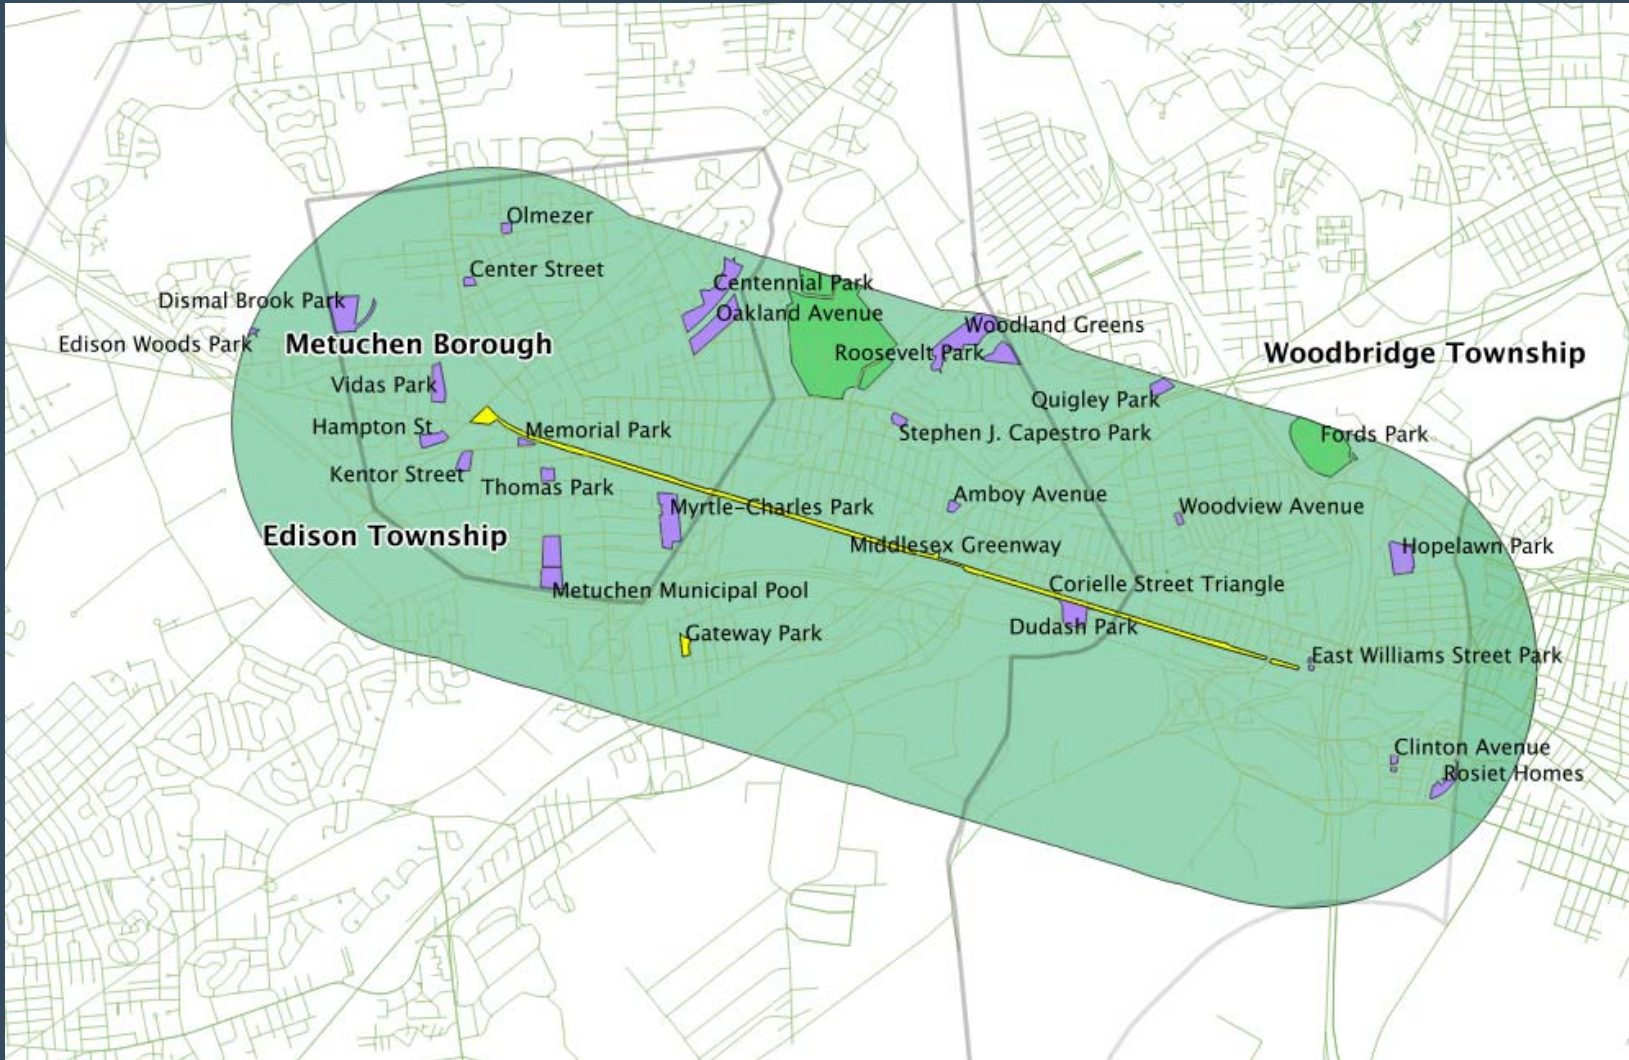 Olmezer
Center Street
Centennial Park
Dismal Brook Park
Oakland Avenue
Woodland Greens
Edison Woods Park
Metuchen Borough
Roosevelt Park
Woodbridge Township
Vidas Park
Quigley Park
Hampton St
Memorial Park
Stephen J. Capestro Park
Fords Park
Kentor Street
Thomas Park
Amboy Avenue
Myrtle-Charles Park
Woodview Avenue
Edison Township
Middlesex Greenway
Hopelawn Park
Metuchen Municipal Pool
Corielle Street Triangle
Gateway Park
Dudash Park
East Williams Street Park
Clinton Avenue
Rosiet Homes